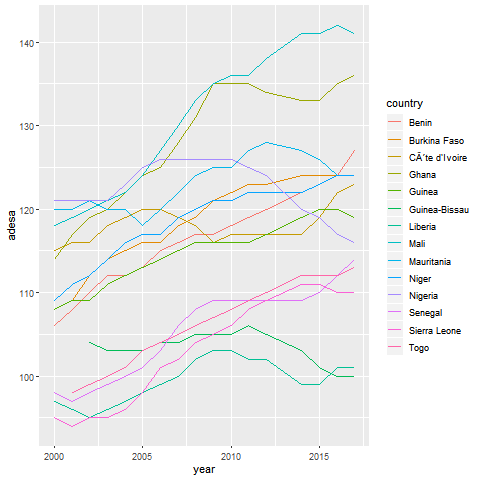 140
130
120
110
100
adesa
2000
2005
2010
2015
year
country
Benin
Burkina Faso
CÃ´te d'Ivoire
Ghana
Guinea
Guinea-Bissau
Liberia
Mali
Mauritania
Niger
Nigeria
Senegal
Sierra Leone
Togo